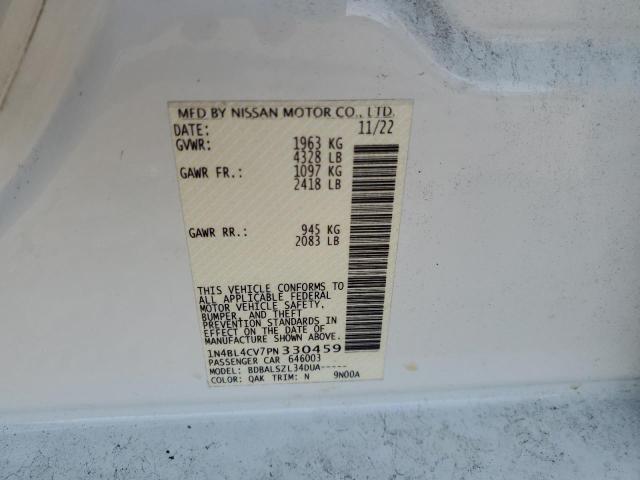 MFD BY NISSAN MOTOR CO., LTD.
DATE: 11/22
GVWR: 1963 KG
4328 LB
GAWR FR.: 1097 KG
2418 LB
GAWR RR.: 945 KG
2083 LB
THIS VEHICLE CONFORMS TO
ALL APPLICABLE FEDERAL
MOTOR VEHICLE SAFETY,
BUMPER, AND THEFT
PREVENTION STANDARDS IN
EFFECT ON THE DATE OF
MANUFACTURE SHOWN ABOVE.
1N4BL4CV7PN330459
PASSENGER CAR 646003
MODEL: BDBALSZL34DUA-----
COLOR: QAK TRIM: N 9N00A